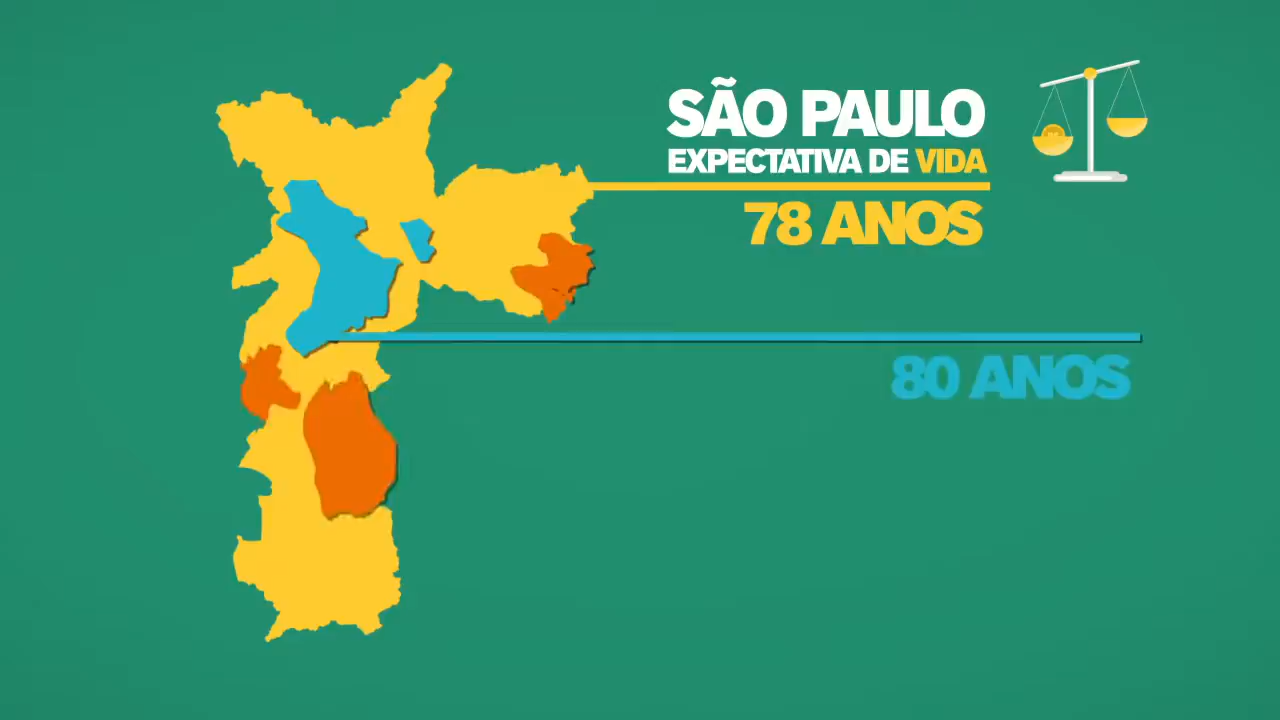 SÃO PAULO
EXPECTATIVA DE VIDA
78 ANOS
80 ANOS